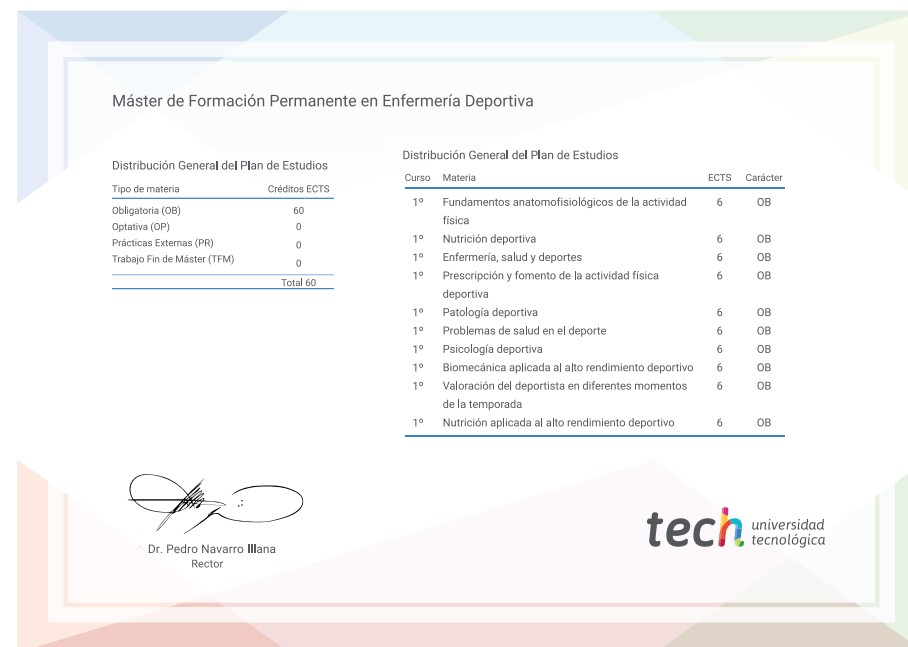 Máster de Formación Permanente en Enfermería Deportiva
Distribución General del Plan de Estudios
Tipo de materia Créditos ECTS
Obligatoria (OB) 60
Optativa (OP) 0
Prácticas Externas (PR) 0
Trabajo Fin de Máster (TFM) 0
Total 60
Distribución General del Plan de Estudios
Curso Materia ECTS Carácter
1º Fundamentos anatomofisiológicos de la actividad 6 OB
física
1º Nutrición deportiva 6 OB
1º Enfermería, salud y deportes 6 OB
1º Prescripción y fomento de la actividad física 6 OB
deportiva
1º Patología deportiva 6 OB
1º Problemas de salud en el deporte 6 OB
1º Psicología deportiva 6 OB
1º Biomecánica aplicada al alto rendimiento deportivo 6 OB
1º Valoración del deportista en diferentes momentos 6 OB
de la temporada
1º Nutrición aplicada al alto rendimiento deportivo 6 OB
Dr. Pedro Navarro Illana
Rector
tech universidad
tecnológica